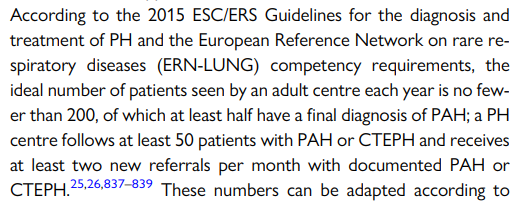 According to the 2015 ESC/ERS Guidelines for the diagnosis and
treatment of PH and the European Reference Network on rare re-
spiratory diseases (ERN-LUNG) competency requirements, the
ideal number of patients seen by an adult centre each year is no few-
er than 200, of which at least half have a final diagnosis of PAH; a PH
centre follows at least 50 patients with PAH or CTEPH and receives
at least two new referrals per month with documented PAH or
CTEPH.25,26,837–839 These numbers can be adapted according to